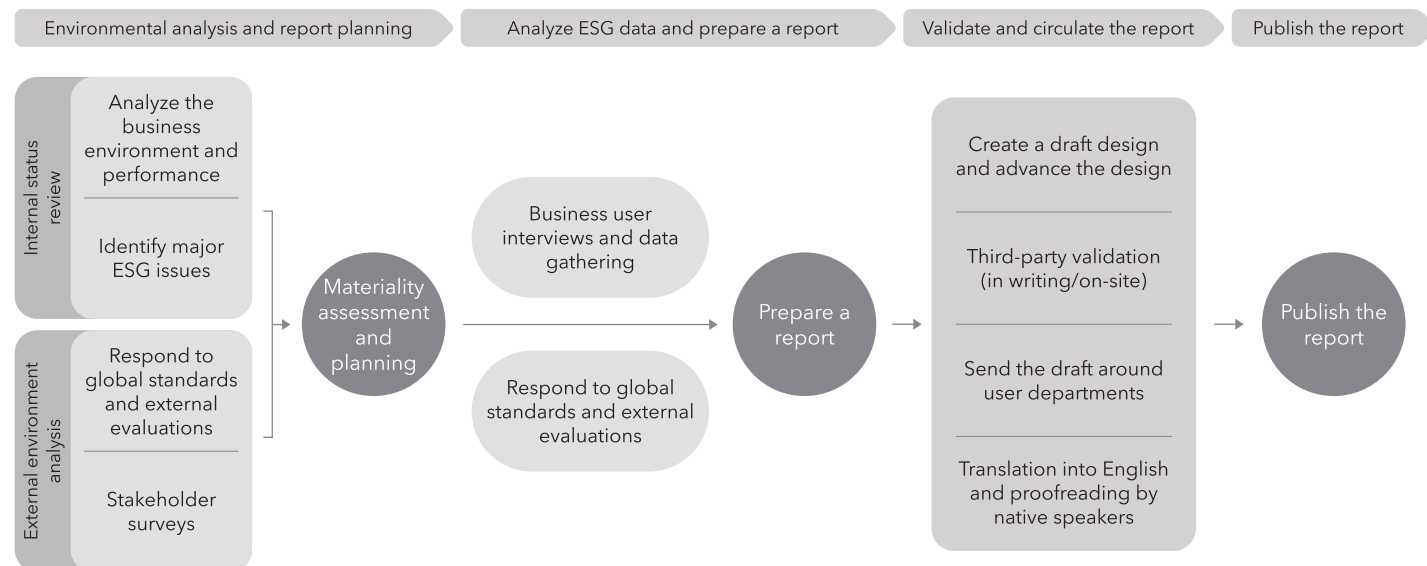 Environmental analysis and report planning
Analyze ESG data and prepare a report
Validate and circulate the report
Publish the report
Internal status
review
Analyze the
business
environment and
performance
Identify major
ESG issues
External environment
analysis
Respond to
global standards
and external
evaluations
Stakeholder
surveys
Materiality
assessment
and
planning
Business user
interviews and data
gathering
Respond to global
standards and external
evaluations
Prepare a
report
Create a draft design
and advance the design
Third-party validation
(in writing/on-site)
Send the draft around
user departments
Translation into English
and proofreading by
native speakers
Publish the
report